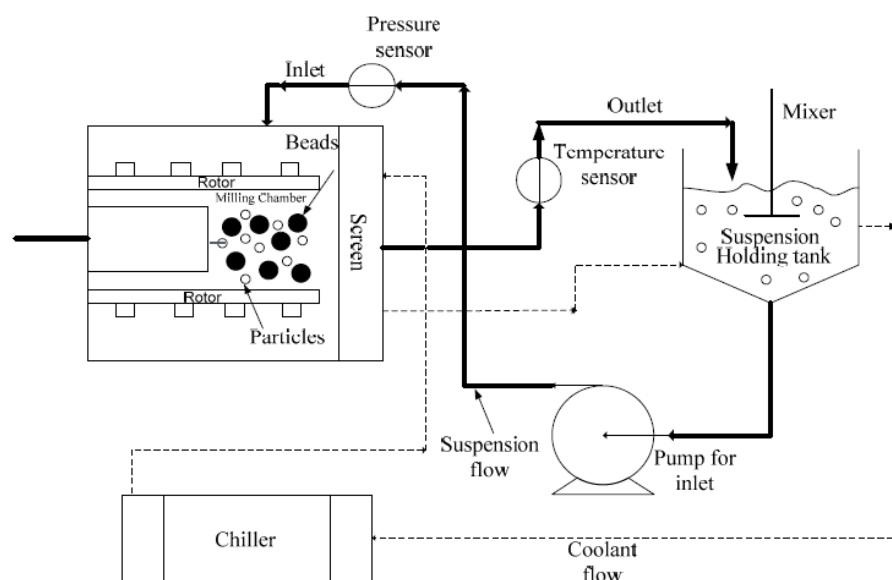 Pressure
sensor
Inlet
Outlet
Mixer
Beads
Temperature
sensor
Rotor
Milling Chamber
Screen
Suspension
Holding tank
Rotor
Particles
Suspension
flow
Pump for
inlet
Chiller
Coolant
flow